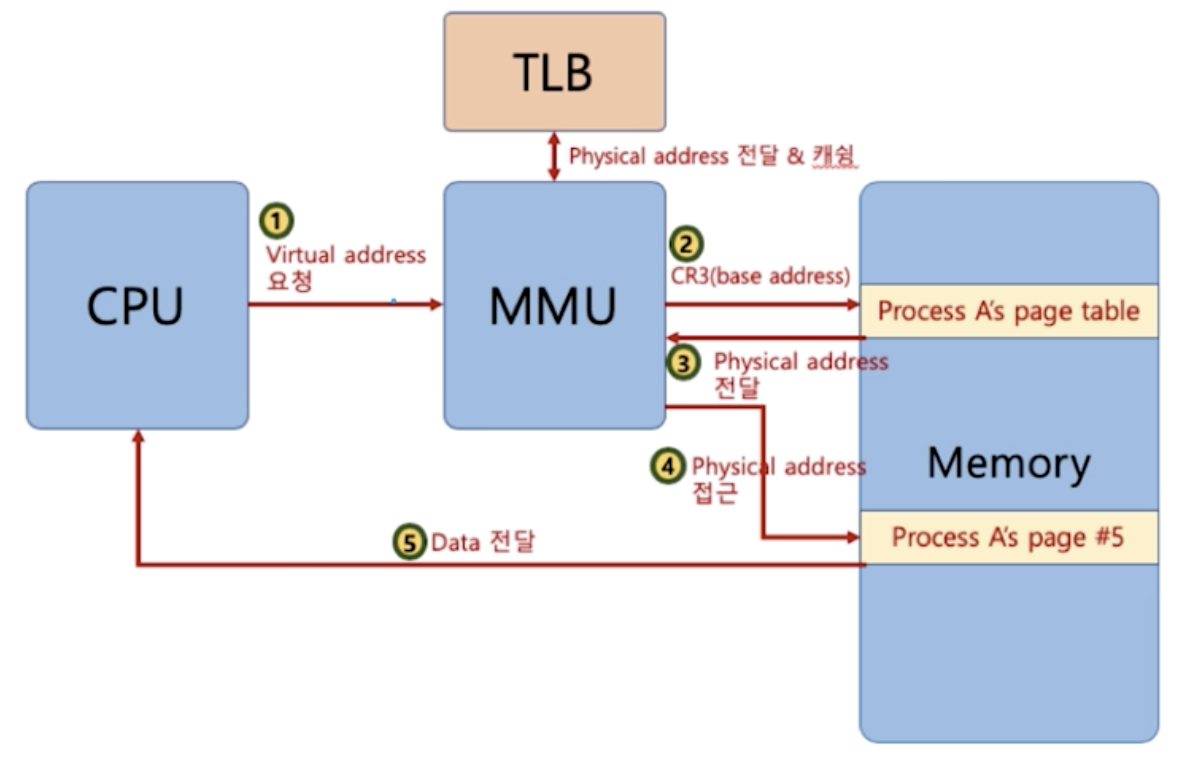 TLB
Physical address 전달 & 캐슁
1
Virtual address
요청
CPU
MMU
2
CR3(base address)
Process A's page table
3
Physical address
전달
4
Physical address
접근
Memory
Process A's page #5
5
Data 전달